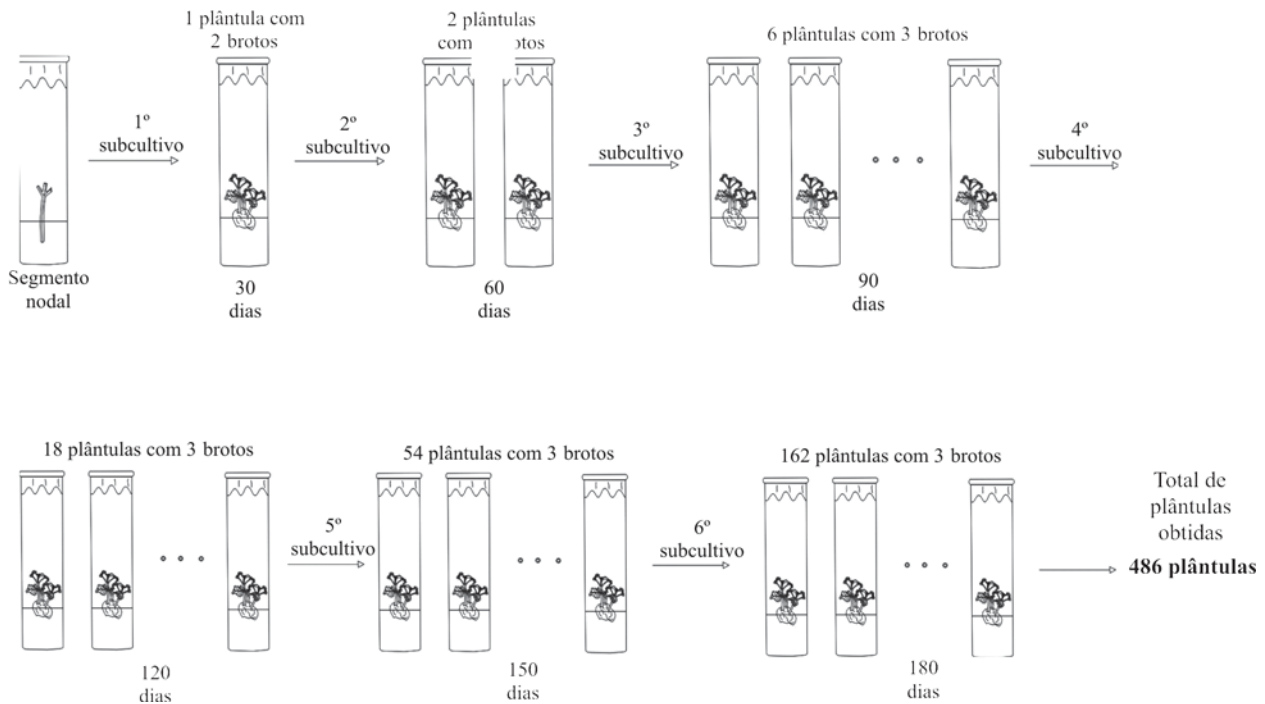 1 plântula com
2 brotos
2 plântulas
com
6 plântulas com 3 brotos
1º
subcultivo
2º
subcultivo
3º
subcultivo
4º
subcultivo
Segmento
nodal
30
dias
60
dias
90
dias
18 plântulas com 3 brotos
54 plântulas com 3 brotos
162 plântulas com 3 brotos
5º
subcultivo
6º
subcultivo
Total de
plântulas
obtidas
486 plântulas
120
dias
150
dias
180
dias